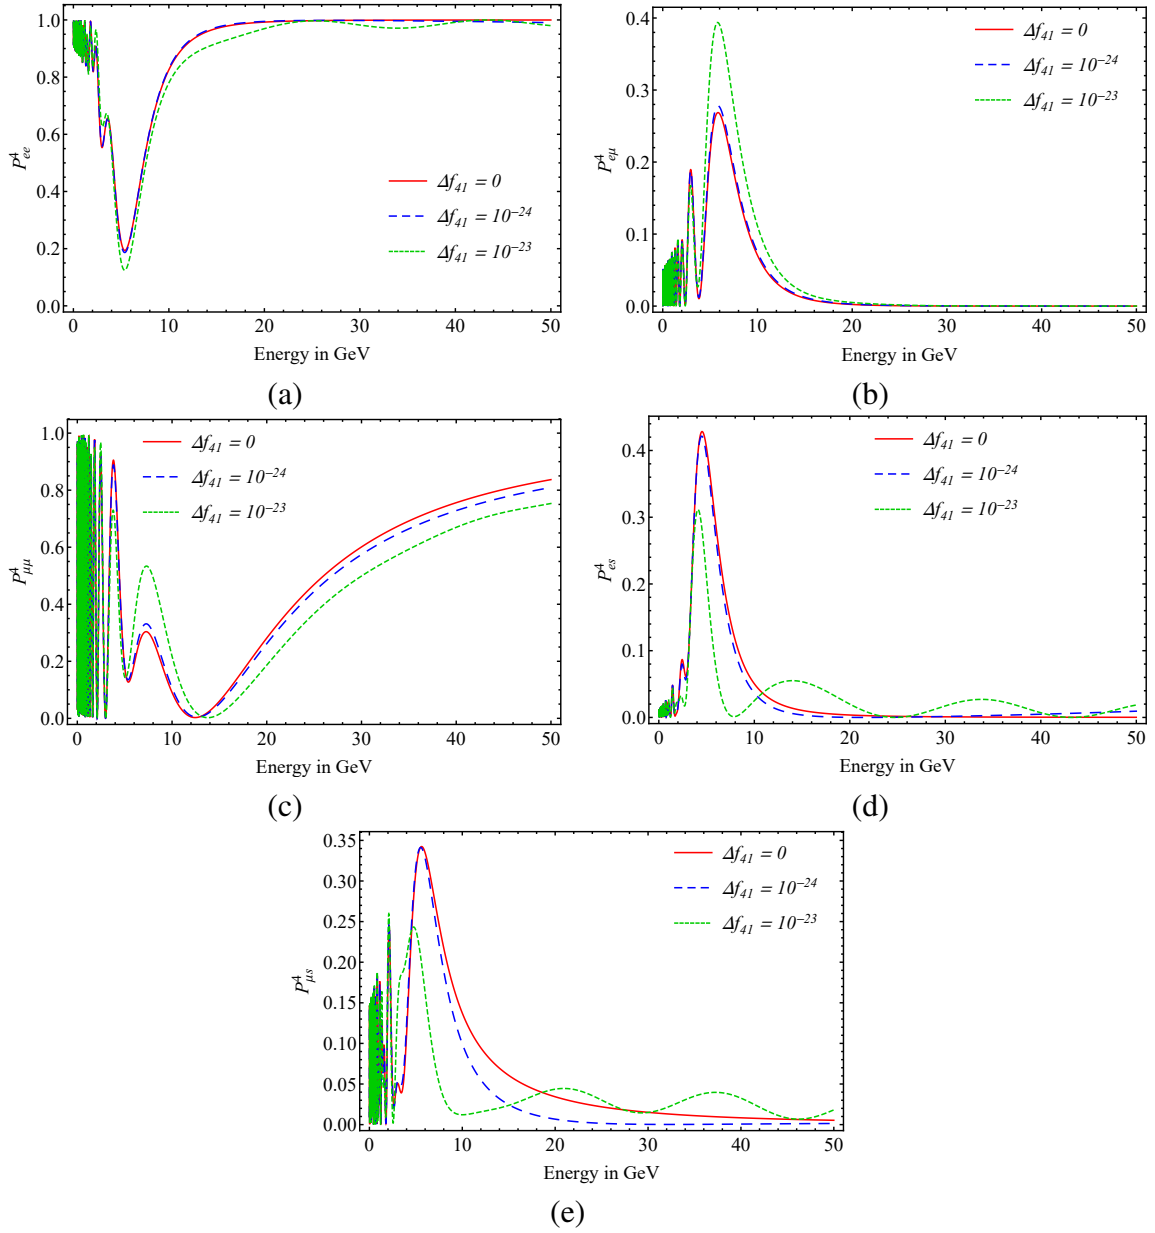 1.0
0.8
0.6
0.4
0.2
0.0
P⁴ₑₑ
Δf₄₁ = 0
Δf₄₁ = 10⁻²⁴
Δf₄₁ = 10⁻²³
0 10 20 30 40 50
Energy in GeV
(a)
0.4
0.3
0.2
0.1
0.0
P⁴ₑμ
Δf₄₁ = 0
Δf₄₁ = 10⁻²⁴
Δf₄₁ = 10⁻²³
0 10 20 30 40 50
Energy in GeV
(b)
1.0
0.8
0.6
0.4
0.2
0.0
P⁴μμ
Δf₄₁ = 0
Δf₄₁ = 10⁻²⁴
Δf₄₁ = 10⁻²³
0 10 20 30 40 50
Energy in GeV
(c)
0.4
0.3
0.2
0.1
0.0
P⁴ₑₛ
Δf₄₁ = 0
Δf₄₁ = 10⁻²⁴
Δf₄₁ = 10⁻²³
0 10 20 30 40 50
Energy in GeV
(d)
0.35
0.30
0.25
0.20
0.15
0.10
0.05
0.00
P⁴μₛ
Δf₄₁ = 0
Δf₄₁ = 10⁻²⁴
Δf₄₁ = 10⁻²³
0 10 20 30 40 50
Energy in GeV
(e)